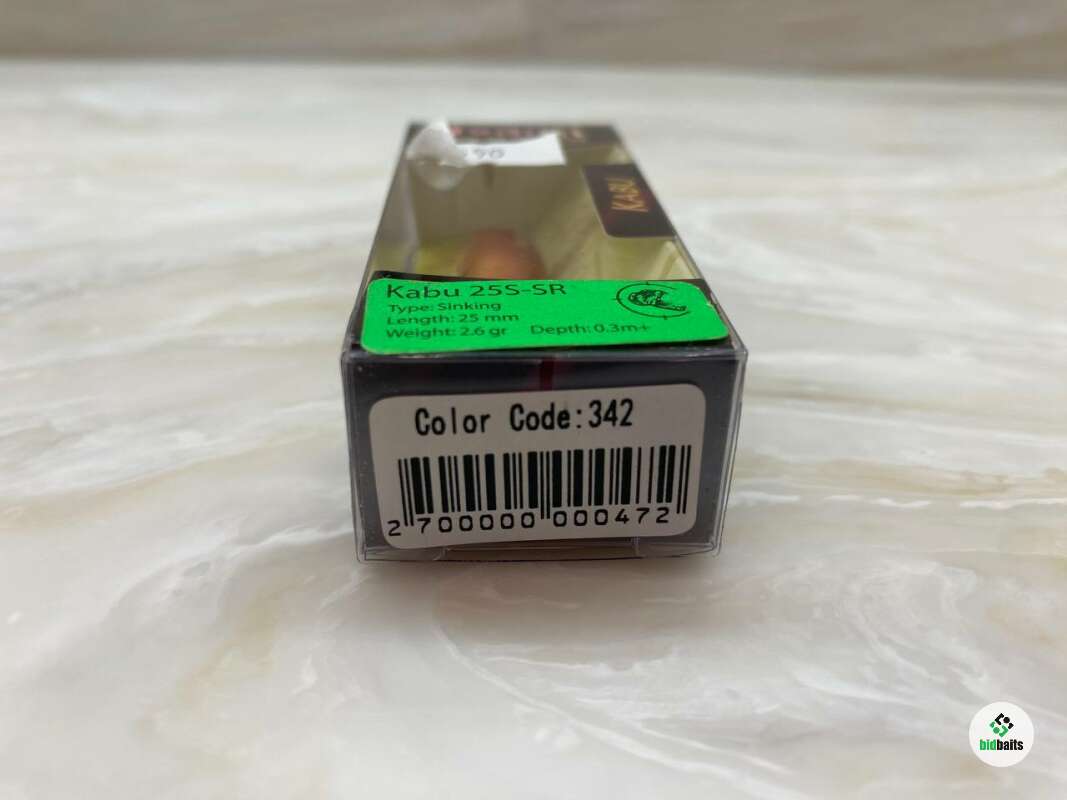 KABU
Kabu 25S-SR
Type: Sinking
Length: 25 mm
Weight: 2.6 gr Depth: 0.3m+
Color Code:342
2 700000 000472
bidbaits